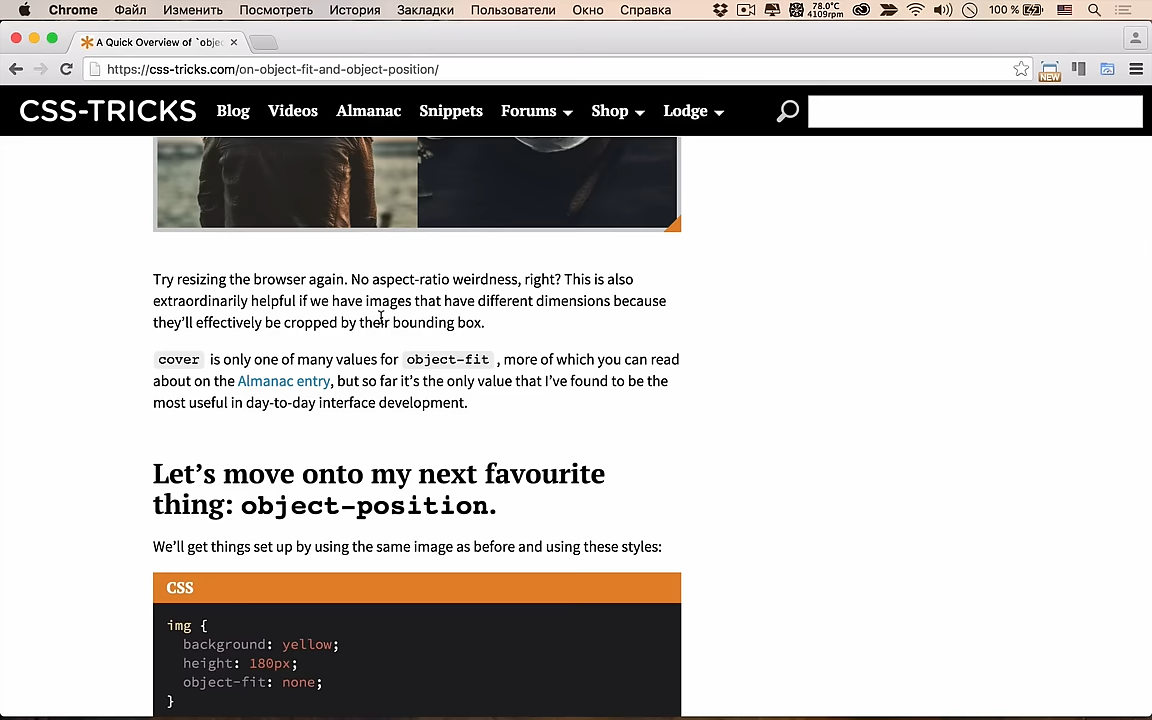 Chrome Файл Изменить Посмотреть История Закладки Пользователи Окно Справка 78.0°C 4109rpm 100 %
A Quick Overview of `objec
https://css-tricks.com/on-object-fit-and-object-position/
NEW
CSS-TRICKS Blog Videos Almanac Snippets Forums Shop Lodge
Try resizing the browser again. No aspect-ratio weirdness, right? This is also
extraordinarily helpful if we have images that have different dimensions because
they’ll effectively be cropped by their bounding box.
cover is only one of many values for object-fit , more of which you can read
about on the Almanac entry, but so far it’s the only value that I’ve found to be the
most useful in day-to-day interface development.
Let’s move onto my next favourite
thing: object-position.
We’ll get things set up by using the same image as before and using these styles:
CSS
img {
background: yellow;
height: 180px;
object-fit: none;
}